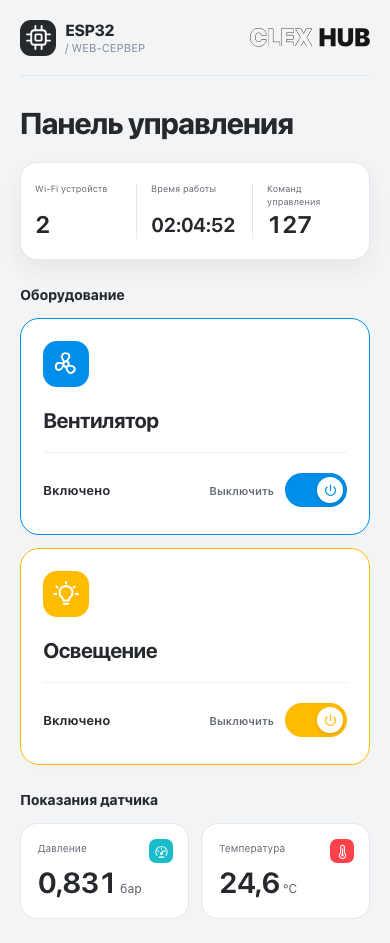 ESP32
/ WEB-СЕРВЕР
CLEX HUB
Панель управления
Wi-Fi устройств
2
Время работы
02:04:52
Команд
управления
127
Оборудование
Вентилятор
Включено
Выключить
Освещение
Включено
Выключить
Показания датчика
Давление
0,831 бар
Температура
24,6 °C